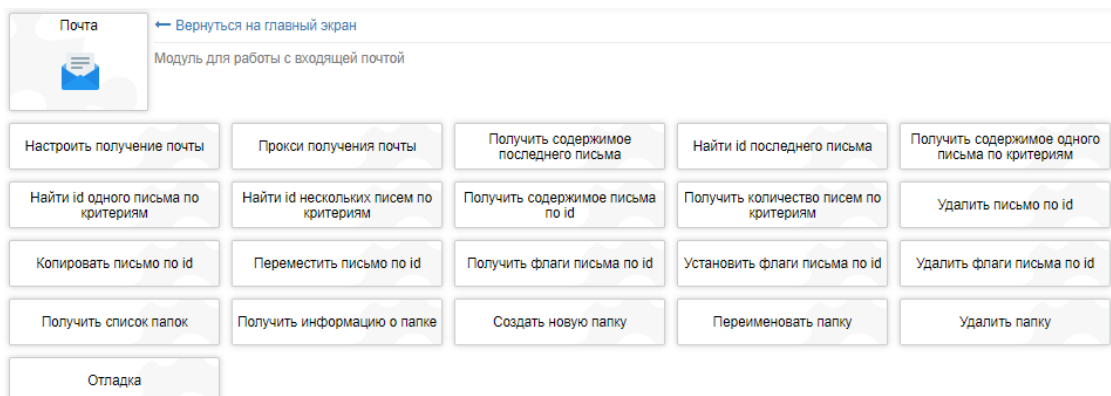 Почта
← Вернуться на главный экран
Модуль для работы с входящей почтой
Настроить получение почты
Прокси получения почты
Получить содержимое
последнего письма
Найти id последнего письма
Получить содержимое одного
письма по критериям
Найти id одного письма по
критериям
Найти id нескольких писем по
критериям
Получить содержимое письма
по id
Получить количество писем по
критериям
Удалить письмо по id
Копировать письмо по id
Переместить письмо по id
Получить флаги письма по id
Установить флаги письма по id
Удалить флаги письма по id
Получить список папок
Получить информацию о папке
Создать новую папку
Переименовать папку
Удалить папку
Отладка